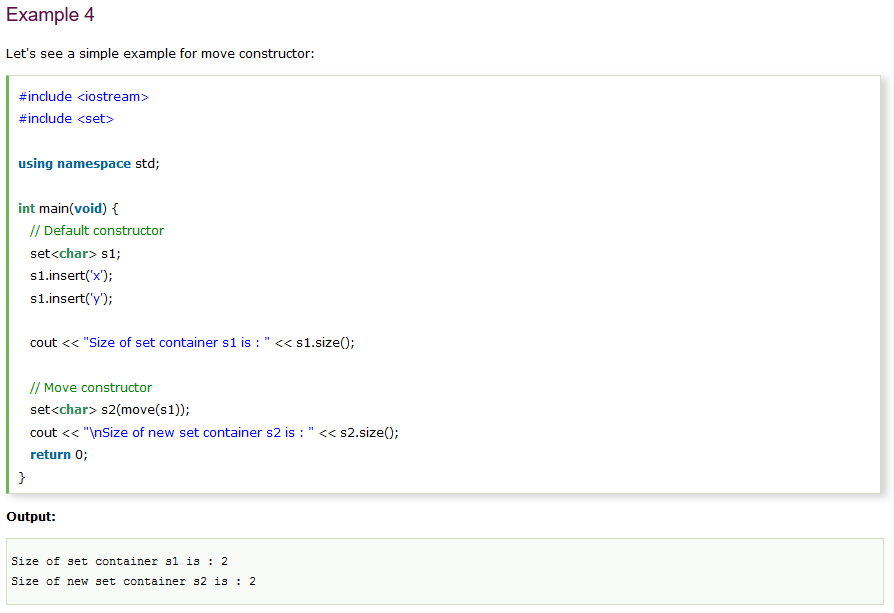 Example 4
Let's see a simple example for move constructor:
#include <iostream>
#include <set>
using namespace std;
int main(void) {
// Default constructor
set<char> s1;
s1.insert('x');
s1.insert('y');
cout << "Size of set container s1 is : " << s1.size();
// Move constructor
set<char> s2(move(s1));
cout << "\nSize of new set container s2 is : " << s2.size();
return 0;
}
Output:
Size of set container s1 is : 2
Size of new set container s2 is : 2